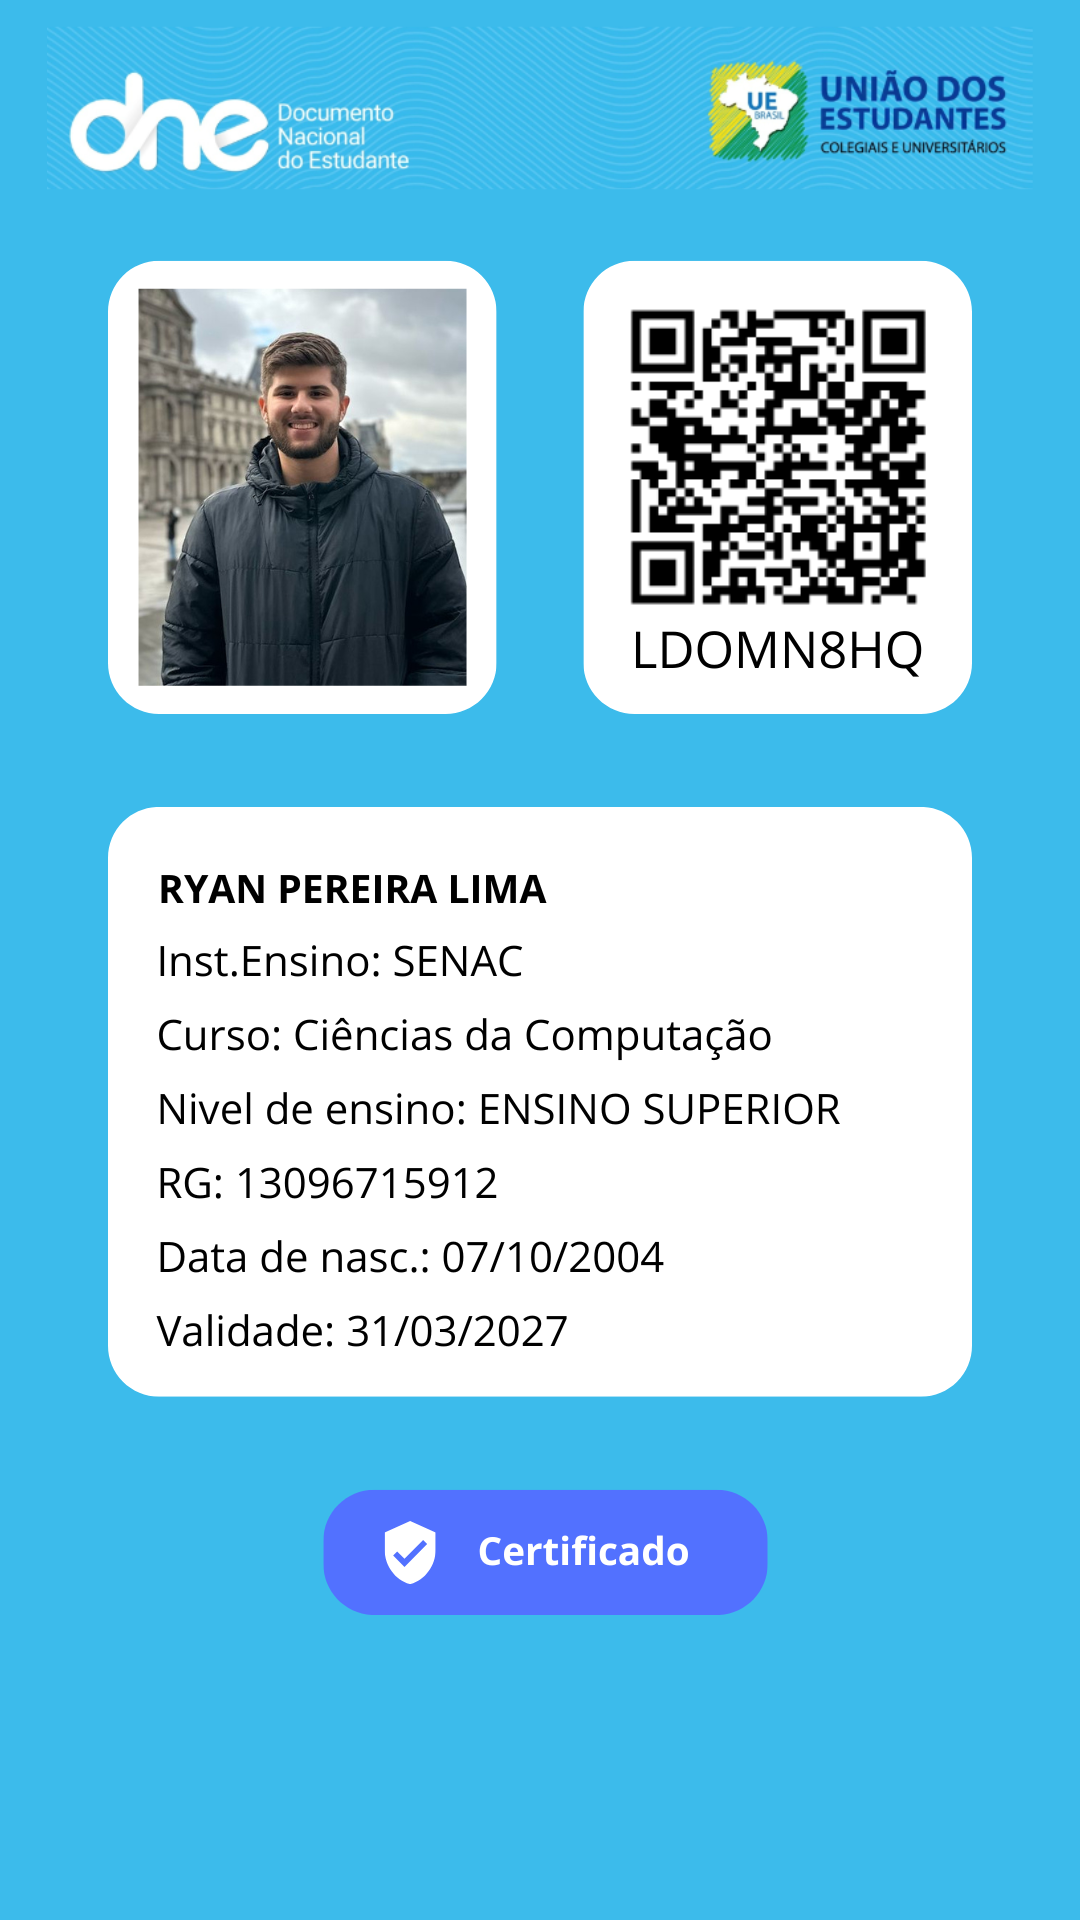 dne
Documento
Nacional
do Estudante
UE
BRASIL
UNIÃO DOS
ESTUDANTES
COLEGIAIS E UNIVERSITÁRIOS
LDOMN8HQ
RYAN PEREIRA LIMA
Inst.Ensino: SENAC
Curso: Ciências da Computação
Nivel de ensino: ENSINO SUPERIOR
RG: 13096715912
Data de nasc.: 07/10/2004
Validade: 31/03/2027
Certificado